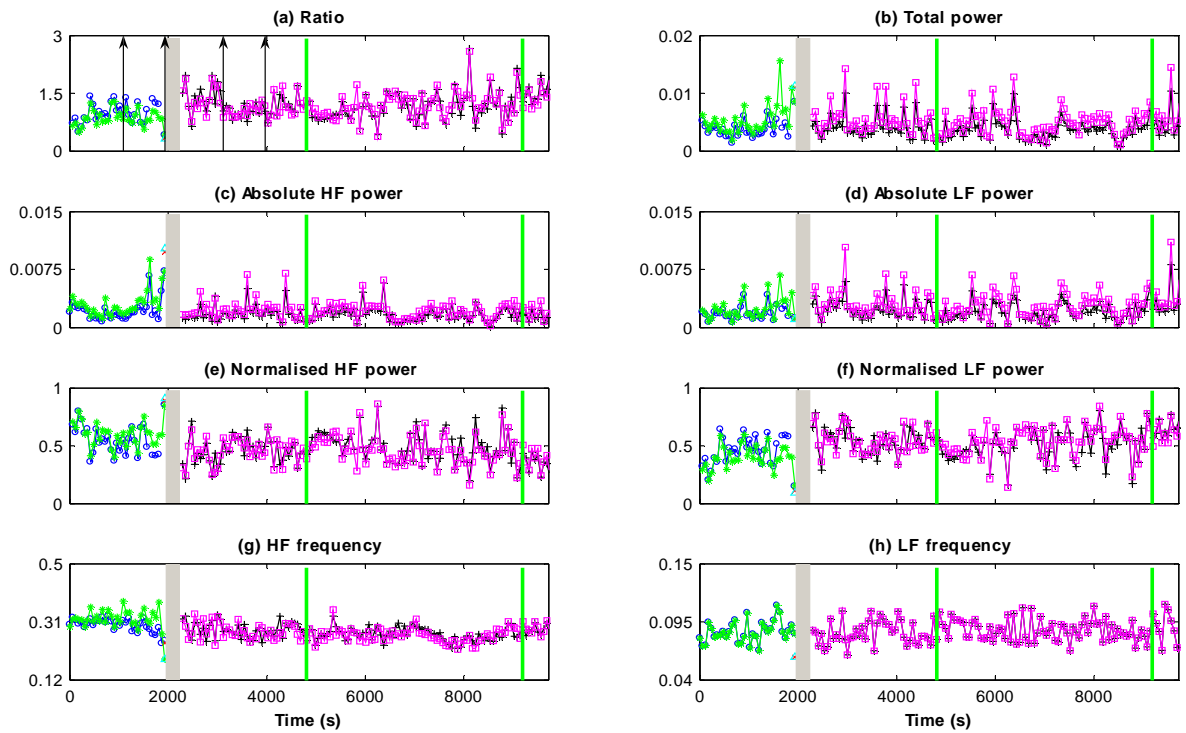 (a) Ratio
3
1.5
0
(b) Total power
0.02
0.01
0
(c) Absolute HF power
0.015
0.0075
0
(d) Absolute LF power
0.015
0.0075
0
(e) Normalised HF power
1
0.5
0
(f) Normalised LF power
1
0.5
0
(g) HF frequency
0.5
0.31
0.12
0 2000 4000 6000 8000
Time (s)
(h) LF frequency
0.15
0.095
0.04
0 2000 4000 6000 8000
Time (s)